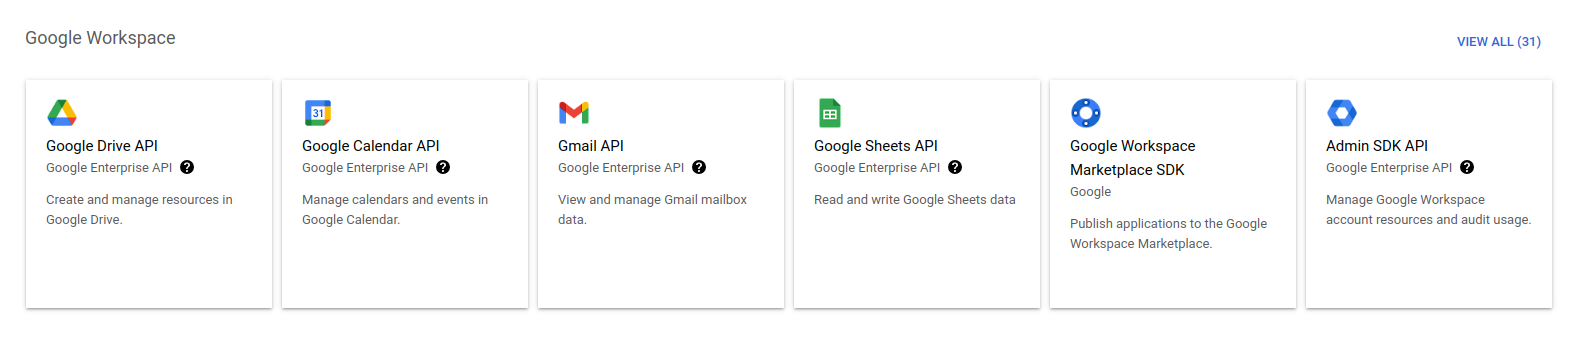 Google Workspace
VIEW ALL (31)
31
Google Drive API
Google Enterprise API ?
Create and manage resources in
Google Drive.
Google Calendar API
Google Enterprise API ?
Manage calendars and events in
Google Calendar.
Gmail API
Google Enterprise API ?
View and manage Gmail mailbox
data.
Google Sheets API
Google Enterprise API ?
Read and write Google Sheets data
Google Workspace
Marketplace SDK
Google
Publish applications to the Google
Workspace Marketplace.
Admin SDK API
Google Enterprise API ?
Manage Google Workspace
account resources and audit usage.